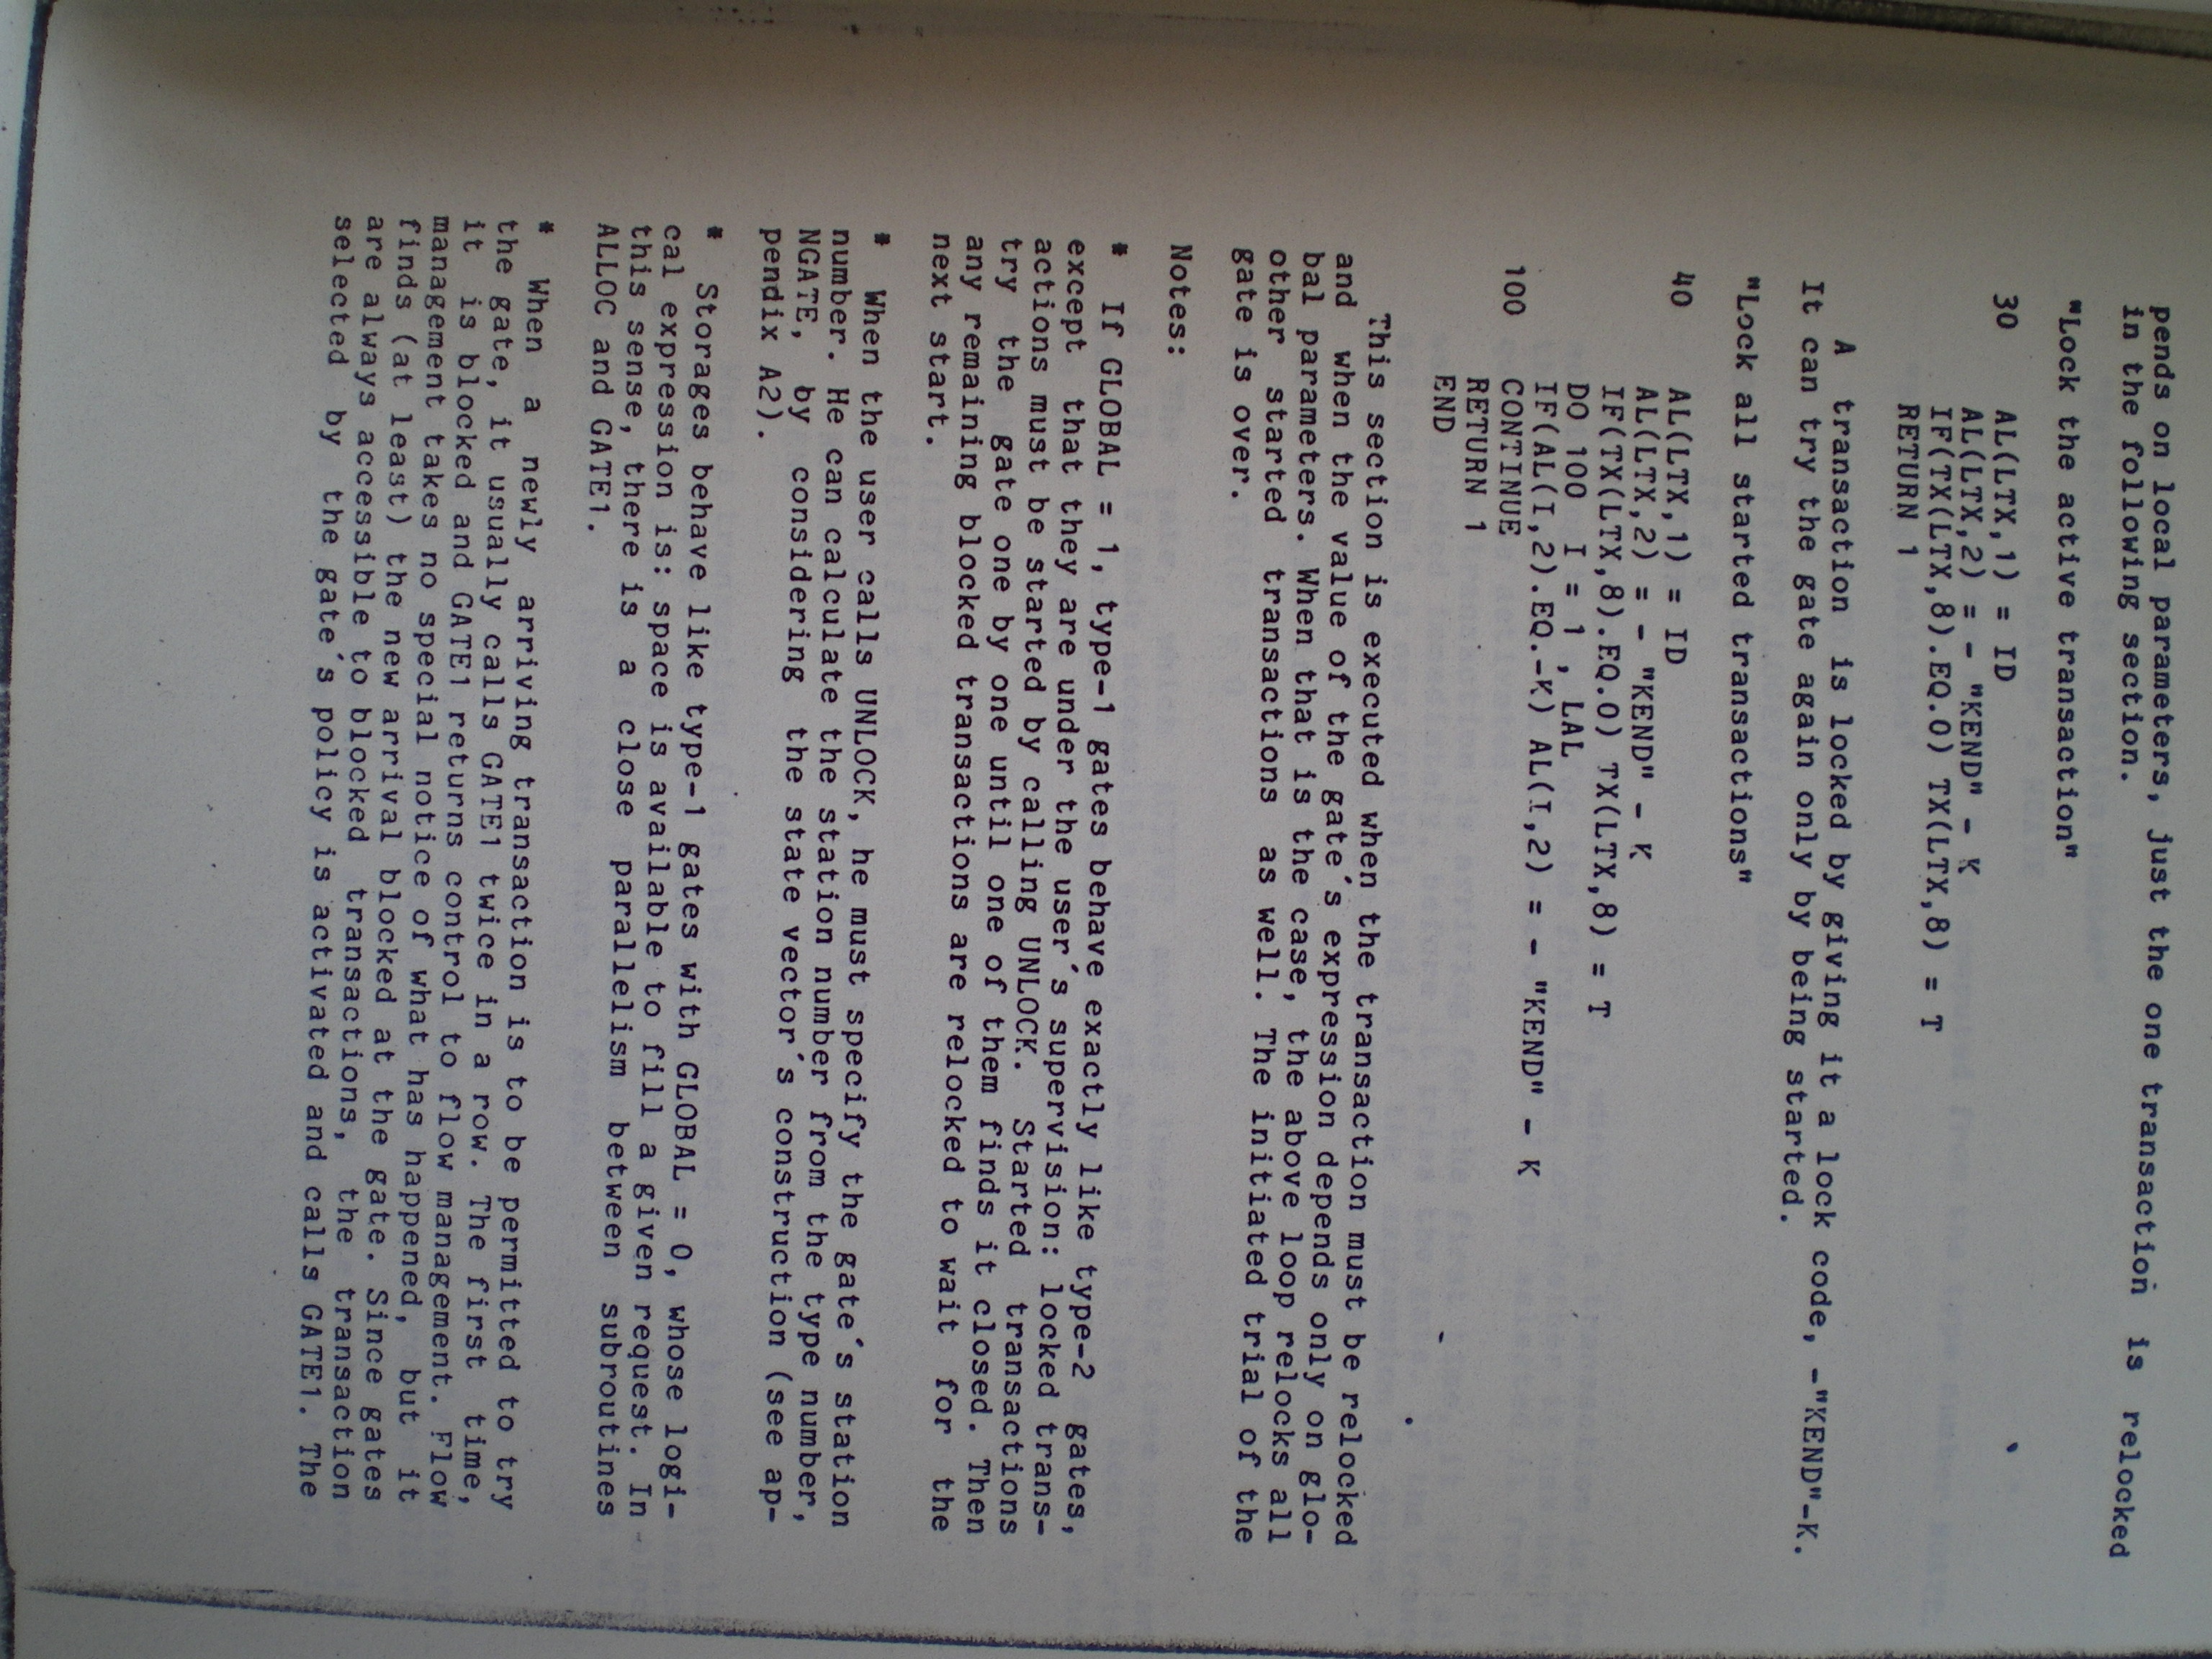 pends on local parameters, just the one transaction is relocked
in the following section.
"Lock the active transaction"
30 AL(LTX,1) = ID
AL(LTX,2) = - "KEND" - K
IF(TX(LTX,8).EQ.0) TX(LTX,8) = T
RETURN 1
A transaction is locked by giving it a lock code, -"KEND"-K.
It can try the gate again only by being started.
"Lock all started transactions"
40 AL(LTX,1) = ID
AL(LTX,2) = - "KEND" - K
IF(TX(LTX,8).EQ.0) TX(LTX,8) = T
DO 100 I = 1 , LAL
IF(AL(I,2).EQ.-K) AL(I,2) = - "KEND" - K
100 CONTINUE
RETURN 1
END
This section is executed when the transaction must be relocked
and when the value of the gate´s expression depends only on glo-
bal parameters. When that is the case, the above loop relocks all
other started transactions as well. The initiated trial of the
gate is over.
Notes:
* If GLOBAL = 1, type-1 gates behave exactly like type-2 gates,
except that they are under the user´s supervision: locked trans-
actions must be started by calling UNLOCK. Started transactions
try the gate one by one until one of them finds it closed. Then
any remaining blocked transactions are relocked to wait for the
next start.
* When the user calls UNLOCK, he must specify the gate´s station
number. He can calculate the station number from the type number,
NGATE, by considering the state vector´s construction (see ap-
pendix A2).
* Storages behave like type-1 gates with GLOBAL = 0, whose logi-
cal expression is: space is available to fill a given request. In
this sense, there is a close parallelism between subroutines
ALLOC and GATE1.
* When a newly arriving transaction is to be permitted to try
the gate, it usually calls GATE1 twice in a row. The first time,
it is blocked and GATE1 returns control to flow management. Flow
management takes no special notice of what has happened, but it
finds (at least) the new arrival blocked at the gate. Since gates
are always accessible to blocked transactions, the transaction
selected by the gate´s policy is activated and calls GATE1. The